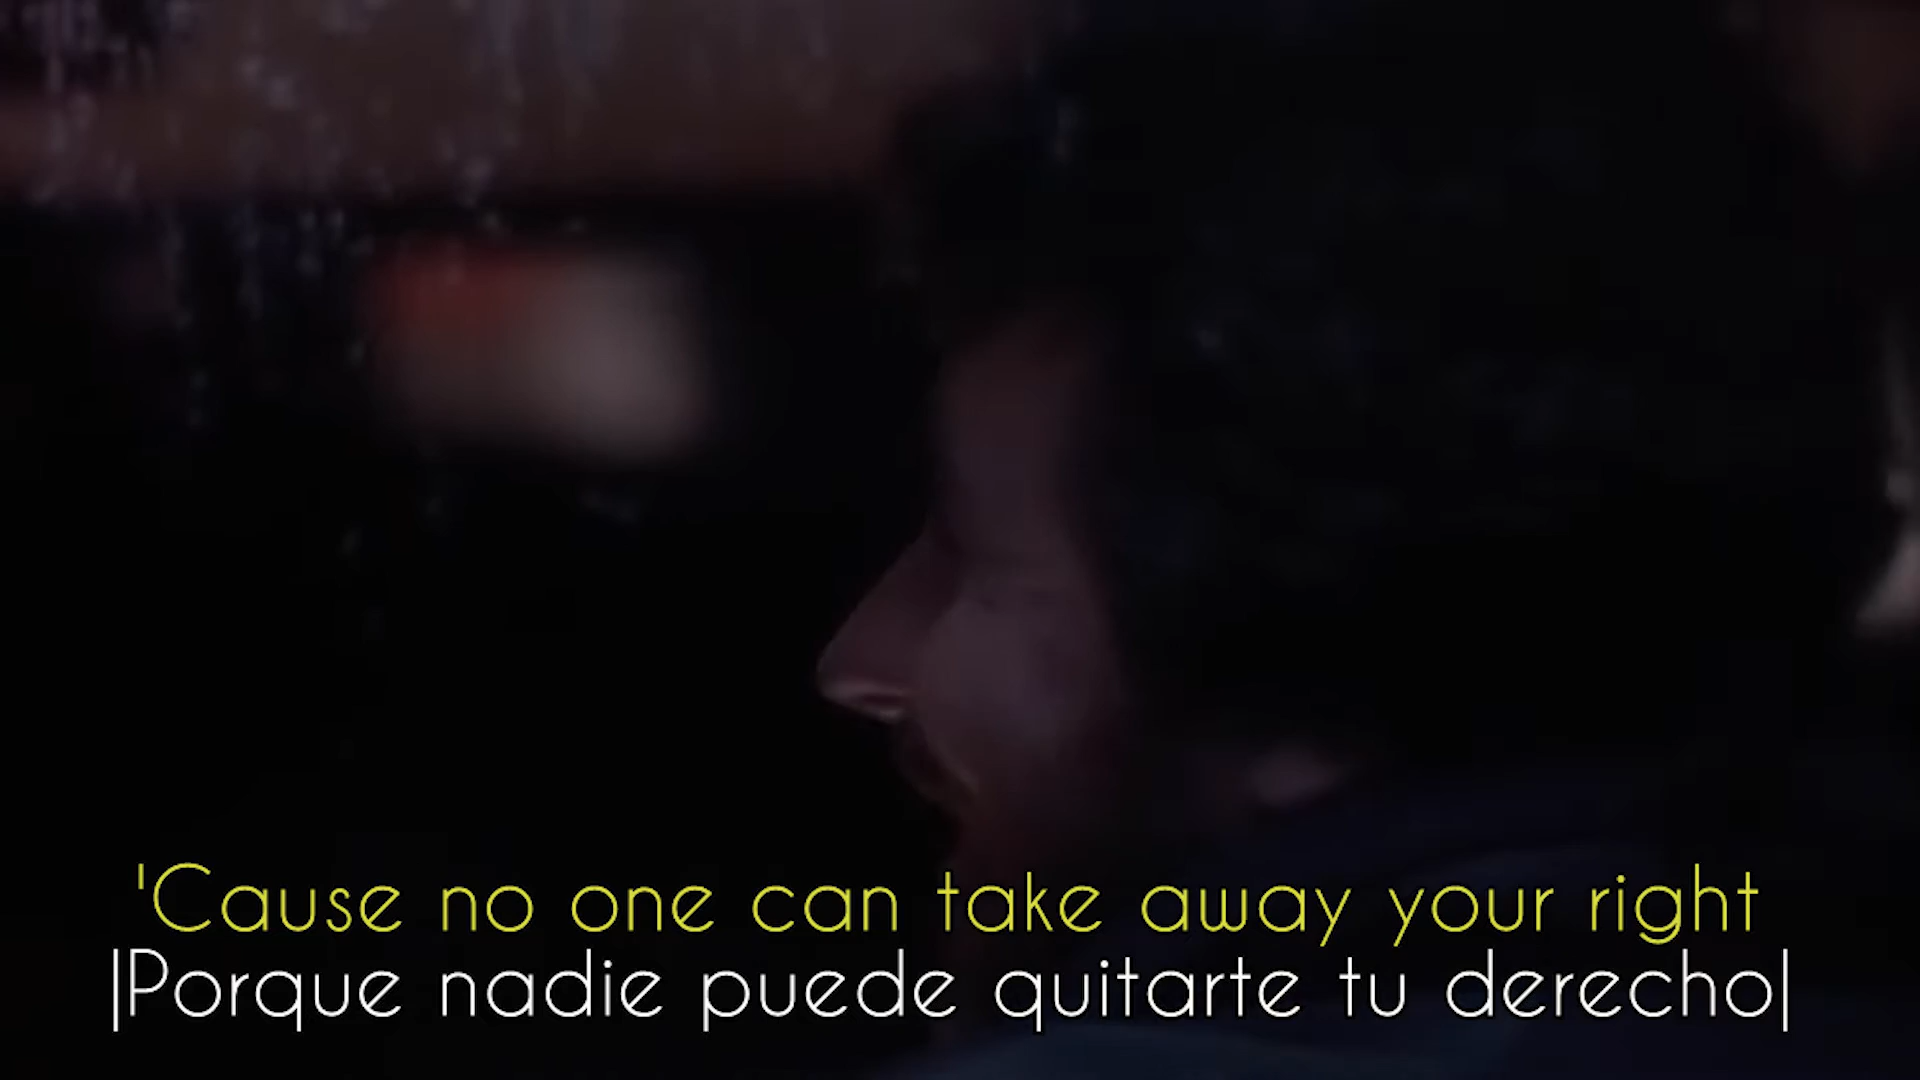 'Cause no one can take away your right
|Porque nadie puede quitarte tu derecho|